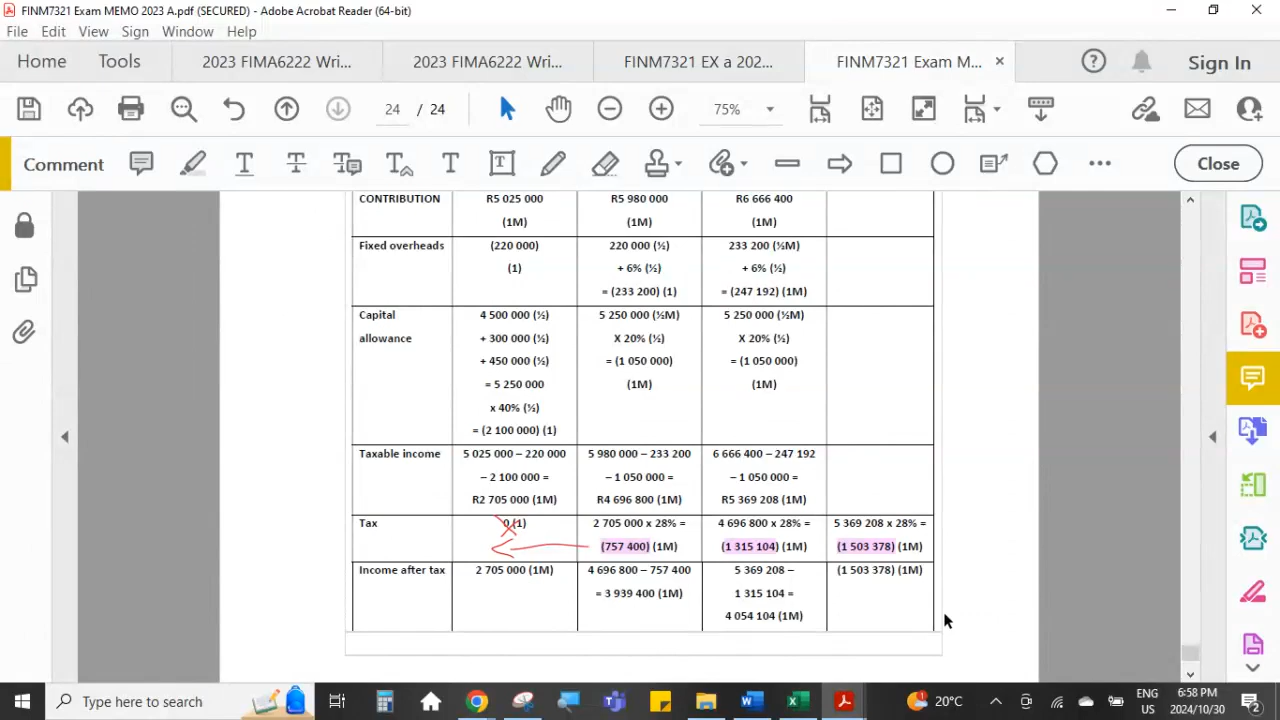 FINM7321 Exam MEMO 2023 A.pdf (SECURED) - Adobe Acrobat Reader (64-bit)
File Edit View Sign Window Help
Home Tools 2023 FIMA6222 Wri... 2023 FIMA6222 Wri... FINM7321 EX a 202... FINM7321 Exam M... × Sign In
24 / 24 75%
Comment Close
CONTRIBUTION R5 025 000 R5 980 000 R6 666 400
(1M) (1M) (1M)
Fixed overheads (220 000) 220 000 (½) 233 200 (½M)
(1) + 6% (½) + 6% (½)
= (233 200) (1) = (247 192) (1M)
Capital 4 500 000 (½) 5 250 000 (½M) 5 250 000 (½M)
allowance + 300 000 (½) X 20% (½) X 20% (½)
+ 450 000 (½) = (1 050 000) = (1 050 000)
= 5 250 000 (1M) (1M)
x 40% (½)
= (2 100 000) (1)
Taxable income 5 025 000 – 220 000 5 980 000 – 233 200 6 666 400 – 247 192
– 2 100 000 = – 1 050 000 = – 1 050 000 =
R2 705 000 (1M) R4 696 800 (1M) R5 369 208 (1M)
Tax 0 (1) 2 705 000 x 28% = 4 696 800 x 28% = 5 369 208 x 28% =
(757 400) (1M) (1 315 104) (1M) (1 503 378) (1M)
Income after tax 2 705 000 (1M) 4 696 800 – 757 400 5 369 208 – (1 503 378) (1M)
= 3 939 400 (1M) 1 315 104 =
4 054 104 (1M)
Type here to search 20°C ENG 6:58 PM
US 2024/10/30 2